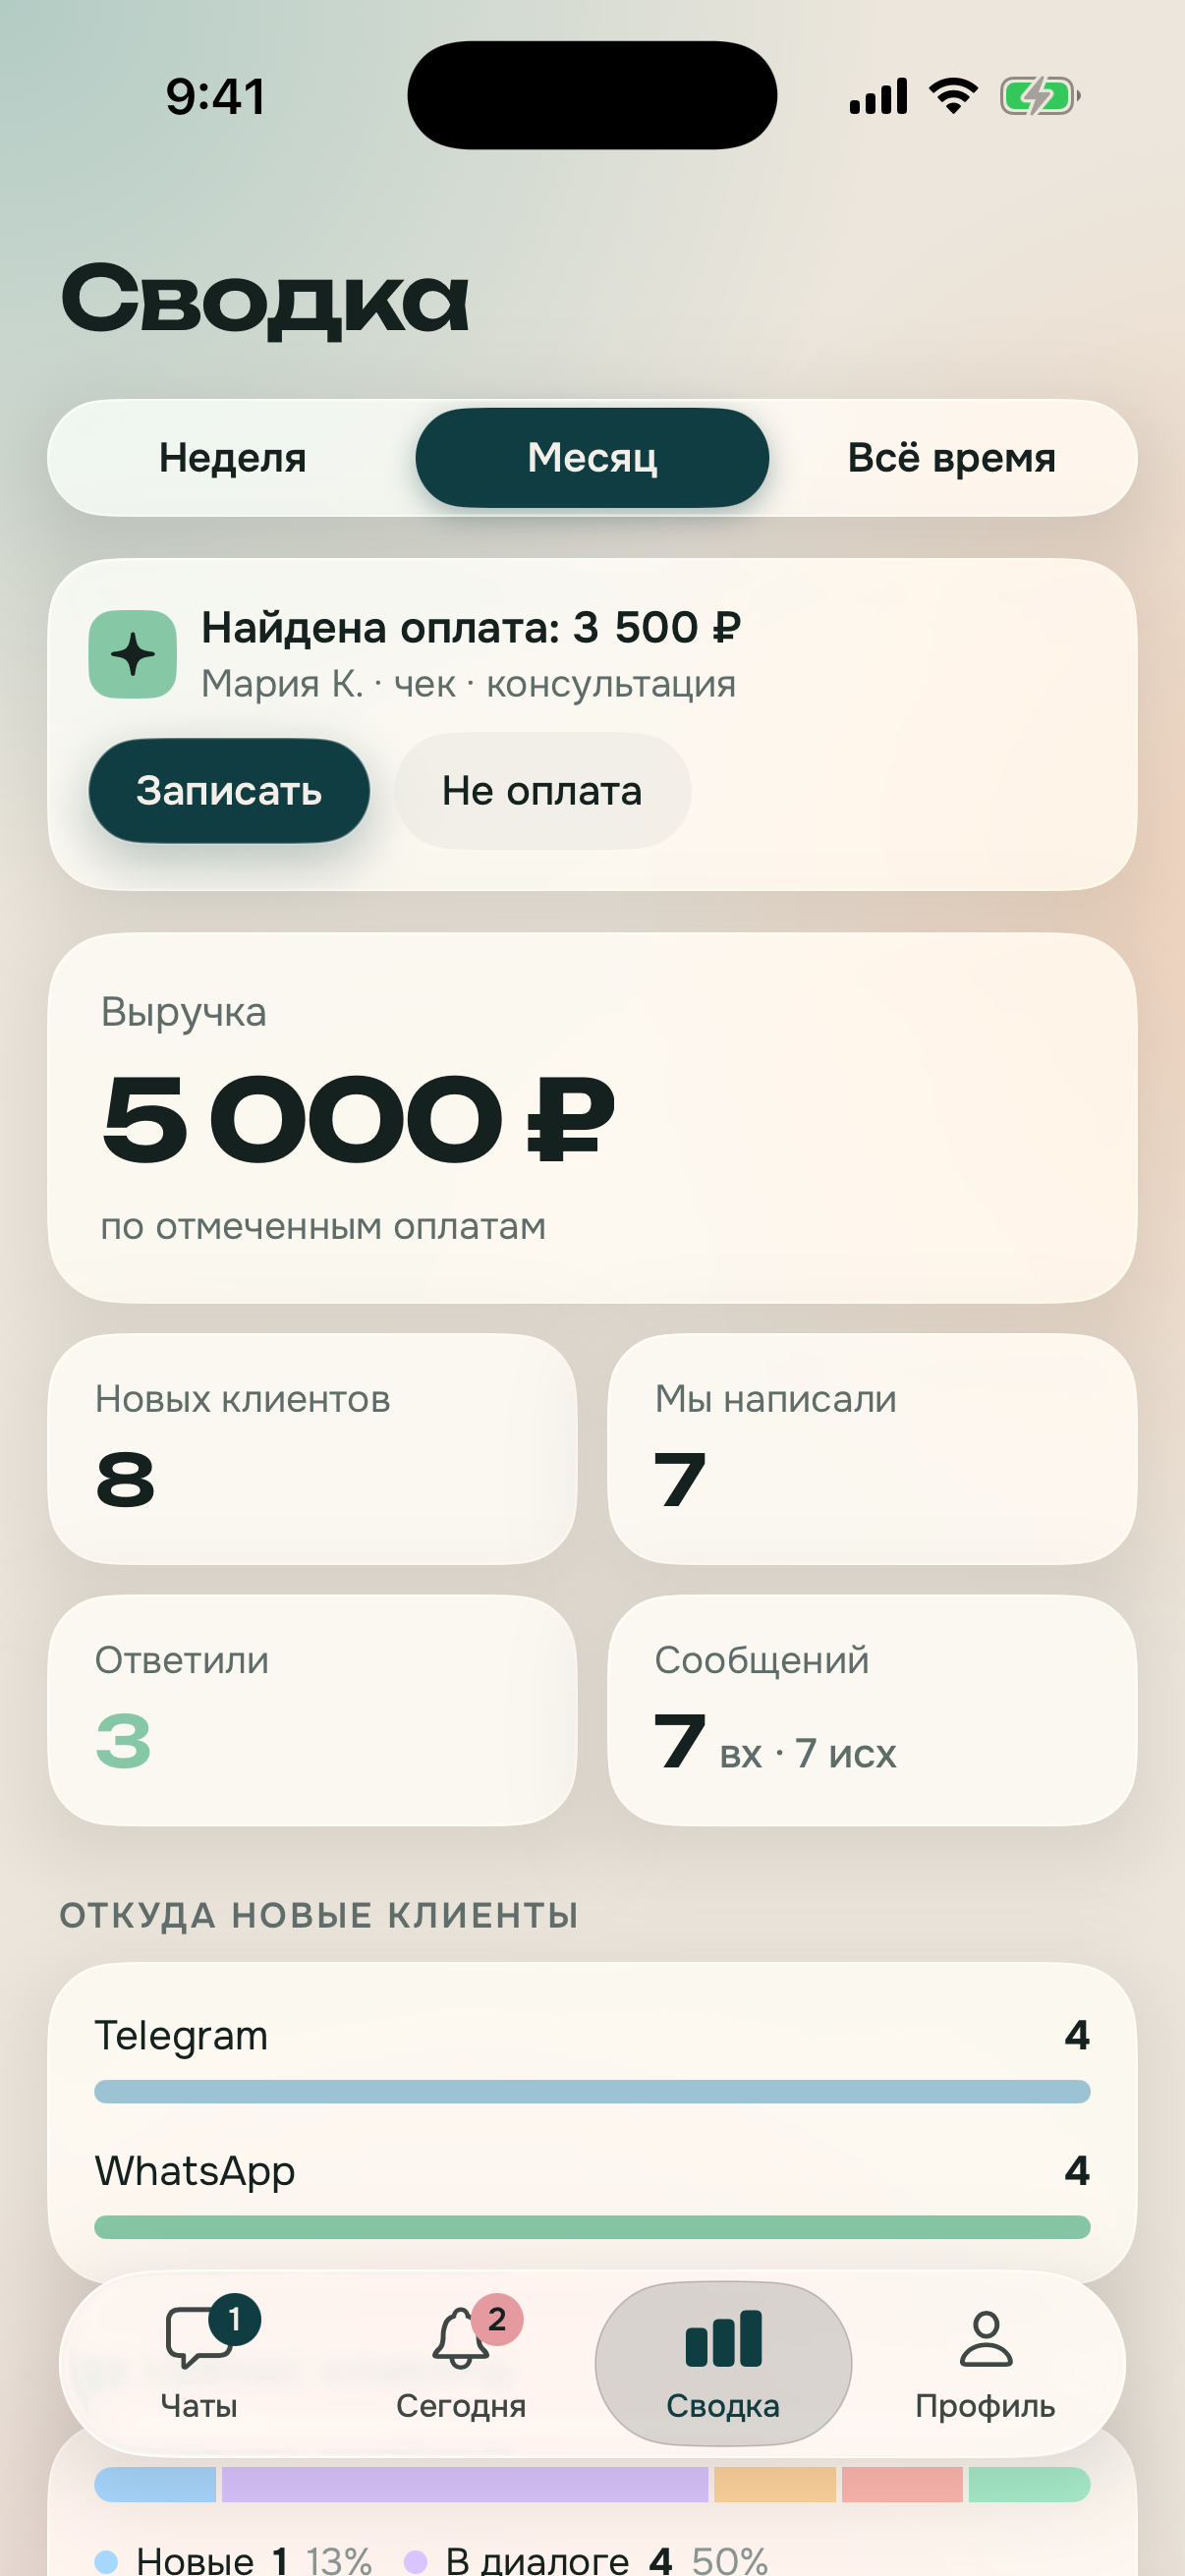 9:41
Сводка
Неделя Месяц Всё время
Найдена оплата: 3 500 ₽
Мария К. · чек · консультация
Записать Не оплата
Выручка
5 000 ₽
по отмеченным оплатам
Новых клиентов Мы написали
8 7
Ответили Сообщений
3 7 вх · 7 исх
ОТКУДА НОВЫЕ КЛИЕНТЫ
Telegram 4
WhatsApp 4
1 2
Чаты Сегодня Сводка Профиль
Новые 1 13% В диалоге 4 50%